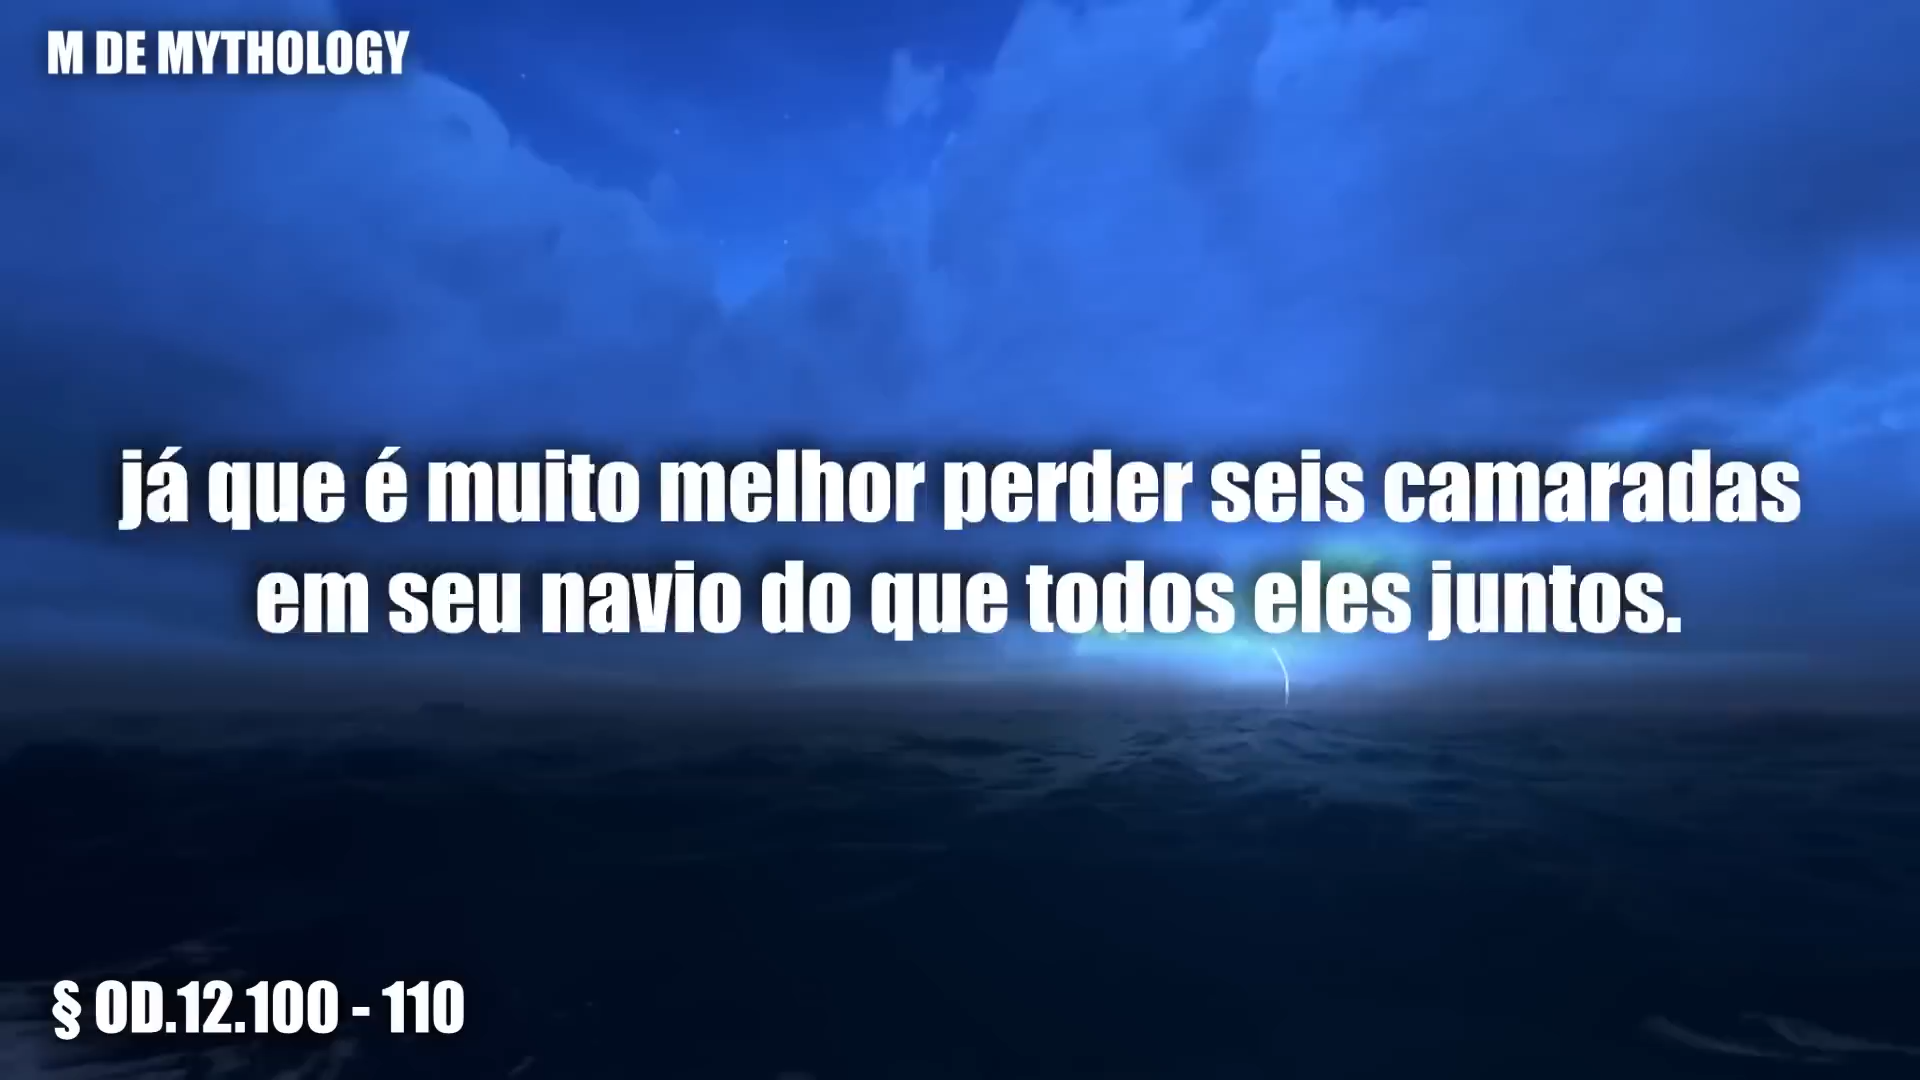 M DE MYTHOLOGY
já que é muito melhor perder seis camaradas
em seu navio do que todos eles juntos.
§ OD.12.100 - 110